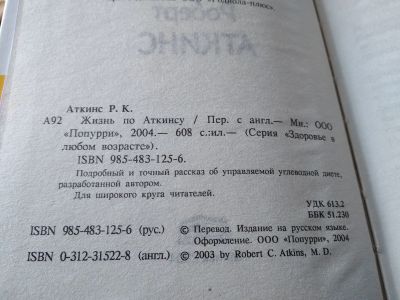 Аткинс Р. К.
А92 Жизнь по Аткинсу / Пер. с англ.— Мн.: ООО
«Попурри», 2004.— 608 с.:ил.— (Серия «Здоровье в
любом возрасте»).
ISBN 985-483-125-6.
Подробный и точный рассказ об управляемой углеводной диете,
разработанной автором.
Для широкого круга читателей.
УДК 613.2
ББК 51.230
ISBN 985-483-125-6 (рус.) © Перевод. Издание на русском языке.
Оформление. ООО «Попурри», 2004
ISBN 0-312-31522-8 (англ.) © 2003 by Robert C. Atkins, M. D.